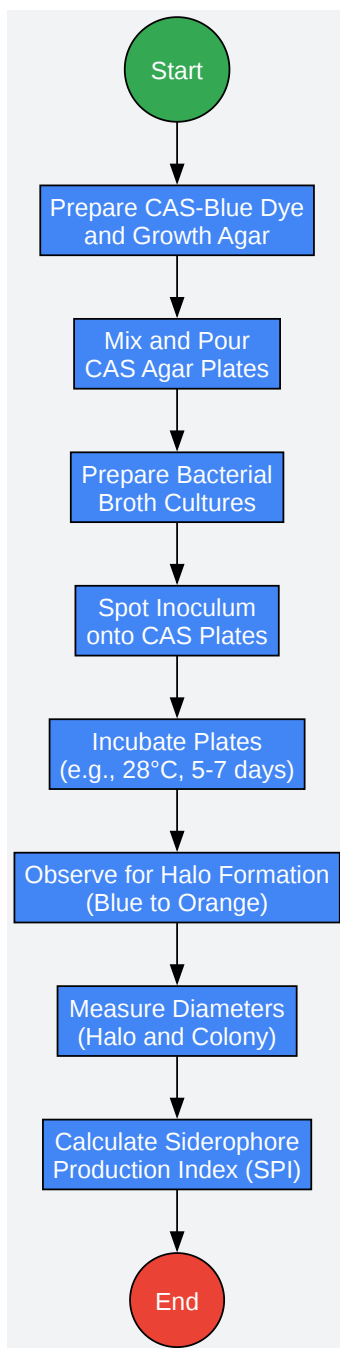 Start
Prepare CAS-Blue Dye
and Growth Agar
Mix and Pour
CAS Agar Plates
Prepare Bacterial
Broth Cultures
Spot Inoculum
onto CAS Plates
Incubate Plates
(e.g., 28°C, 5-7 days)
Observe for Halo Formation
(Blue to Orange)
Measure Diameters
(Halo and Colony)
Calculate Siderophore
Production Index (SPI)
End